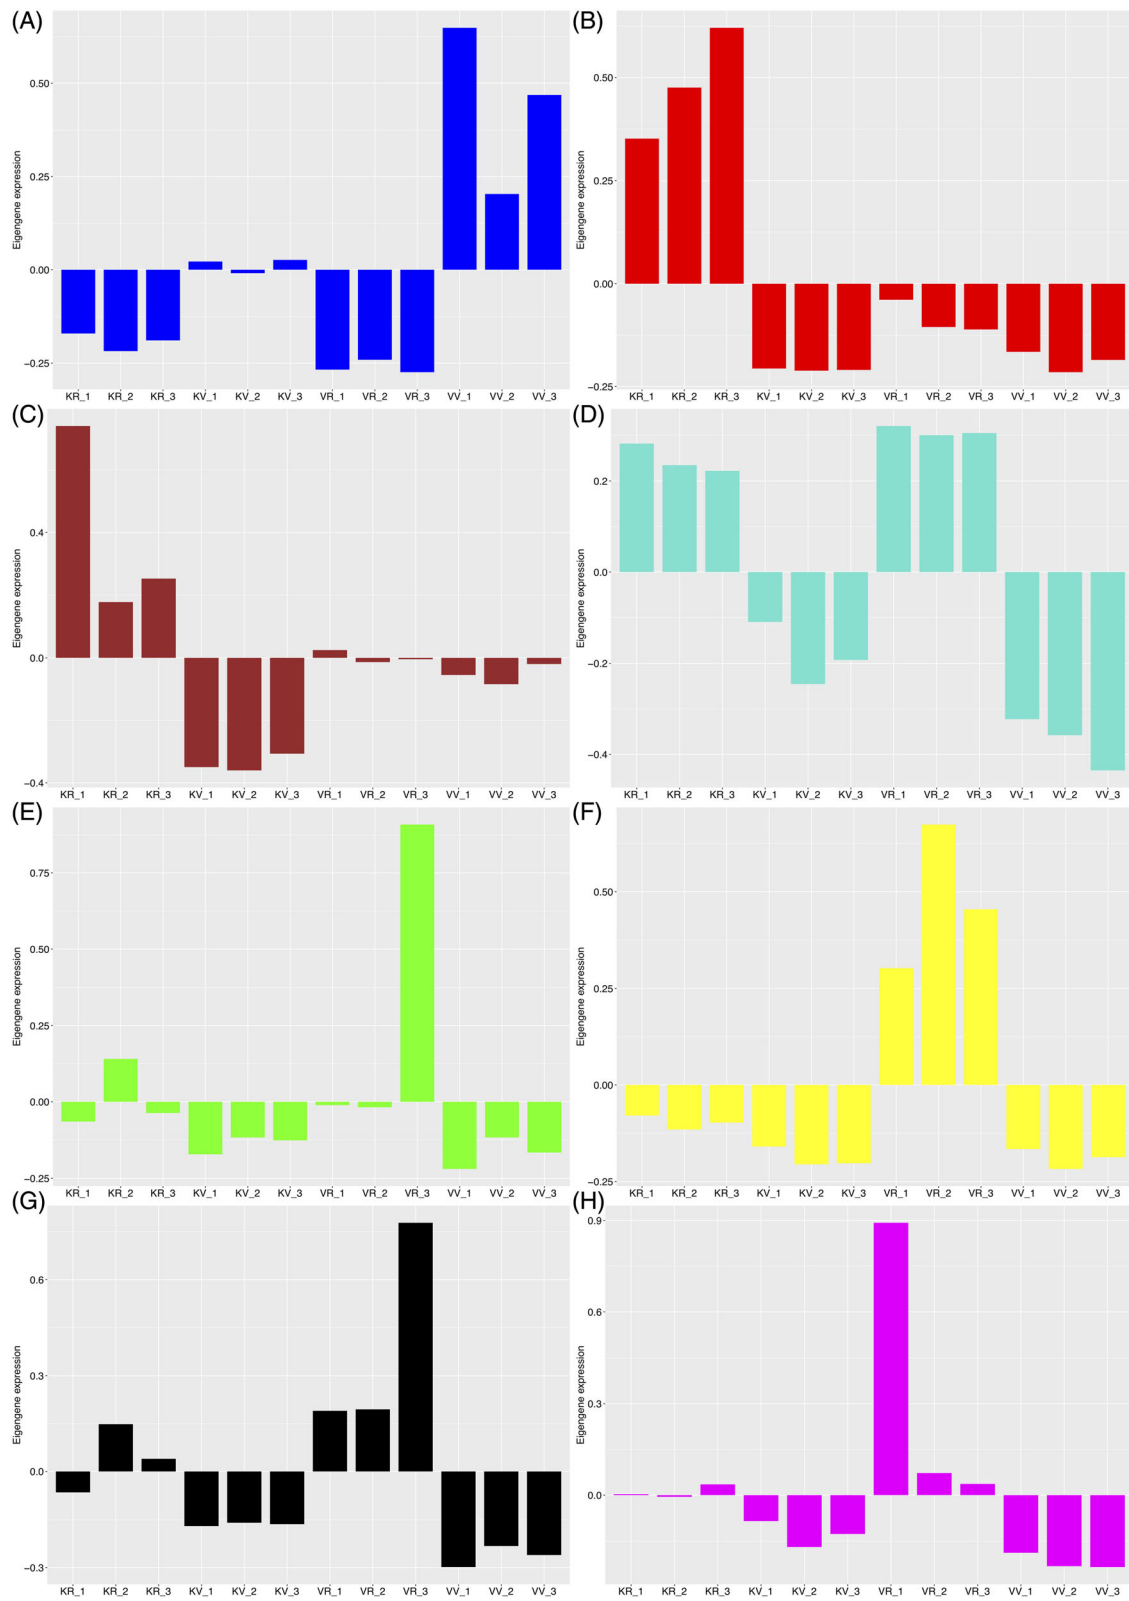 (A)
Eigengene expression
0.50
0.25
0.00
−0.25
KR_1 KR_2 KR_3 KV_1 KV_2 KV_3 VR_1 VR_2 VR_3 VV_1 VV_2 VV_3
(B)
Eigengene expression
0.50
0.25
0.00
−0.25
KR_1 KR_2 KR_3 KV_1 KV_2 KV_3 VR_1 VR_2 VR_3 VV_1 VV_2 VV_3
(C)
Eigengene expression
0.4
0.0
−0.4
KR_1 KR_2 KR_3 KV_1 KV_2 KV_3 VR_1 VR_2 VR_3 VV_1 VV_2 VV_3
(D)
Eigengene expression
0.2
0.0
−0.2
−0.4
KR_1 KR_2 KR_3 KV_1 KV_2 KV_3 VR_1 VR_2 VR_3 VV_1 VV_2 VV_3
(E)
Eigengene expression
0.75
0.50
0.25
0.00
−0.25
KR_1 KR_2 KR_3 KV_1 KV_2 KV_3 VR_1 VR_2 VR_3 VV_1 VV_2 VV_3
(F)
Eigengene expression
0.50
0.25
0.00
−0.25
KR_1 KR_2 KR_3 KV_1 KV_2 KV_3 VR_1 VR_2 VR_3 VV_1 VV_2 VV_3
(G)
Eigengene expression
0.6
0.3
0.0
−0.3
KR_1 KR_2 KR_3 KV_1 KV_2 KV_3 VR_1 VR_2 VR_3 VV_1 VV_2 VV_3
(H)
Eigengene expression
0.9
0.6
0.3
0.0
KR_1 KR_2 KR_3 KV_1 KV_2 KV_3 VR_1 VR_2 VR_3 VV_1 VV_2 VV_3